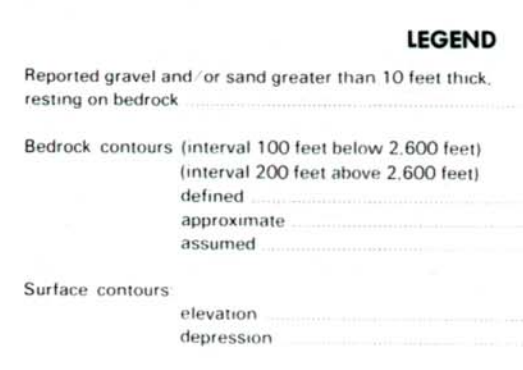 LEGEND
Reported gravel and/or sand greater than 10 feet thick,
resting on bedrock
Bedrock contours (interval 100 feet below 2,600 feet)
(interval 200 feet above 2,600 feet)
defined
approximate
assumed
Surface contours
elevation
depression